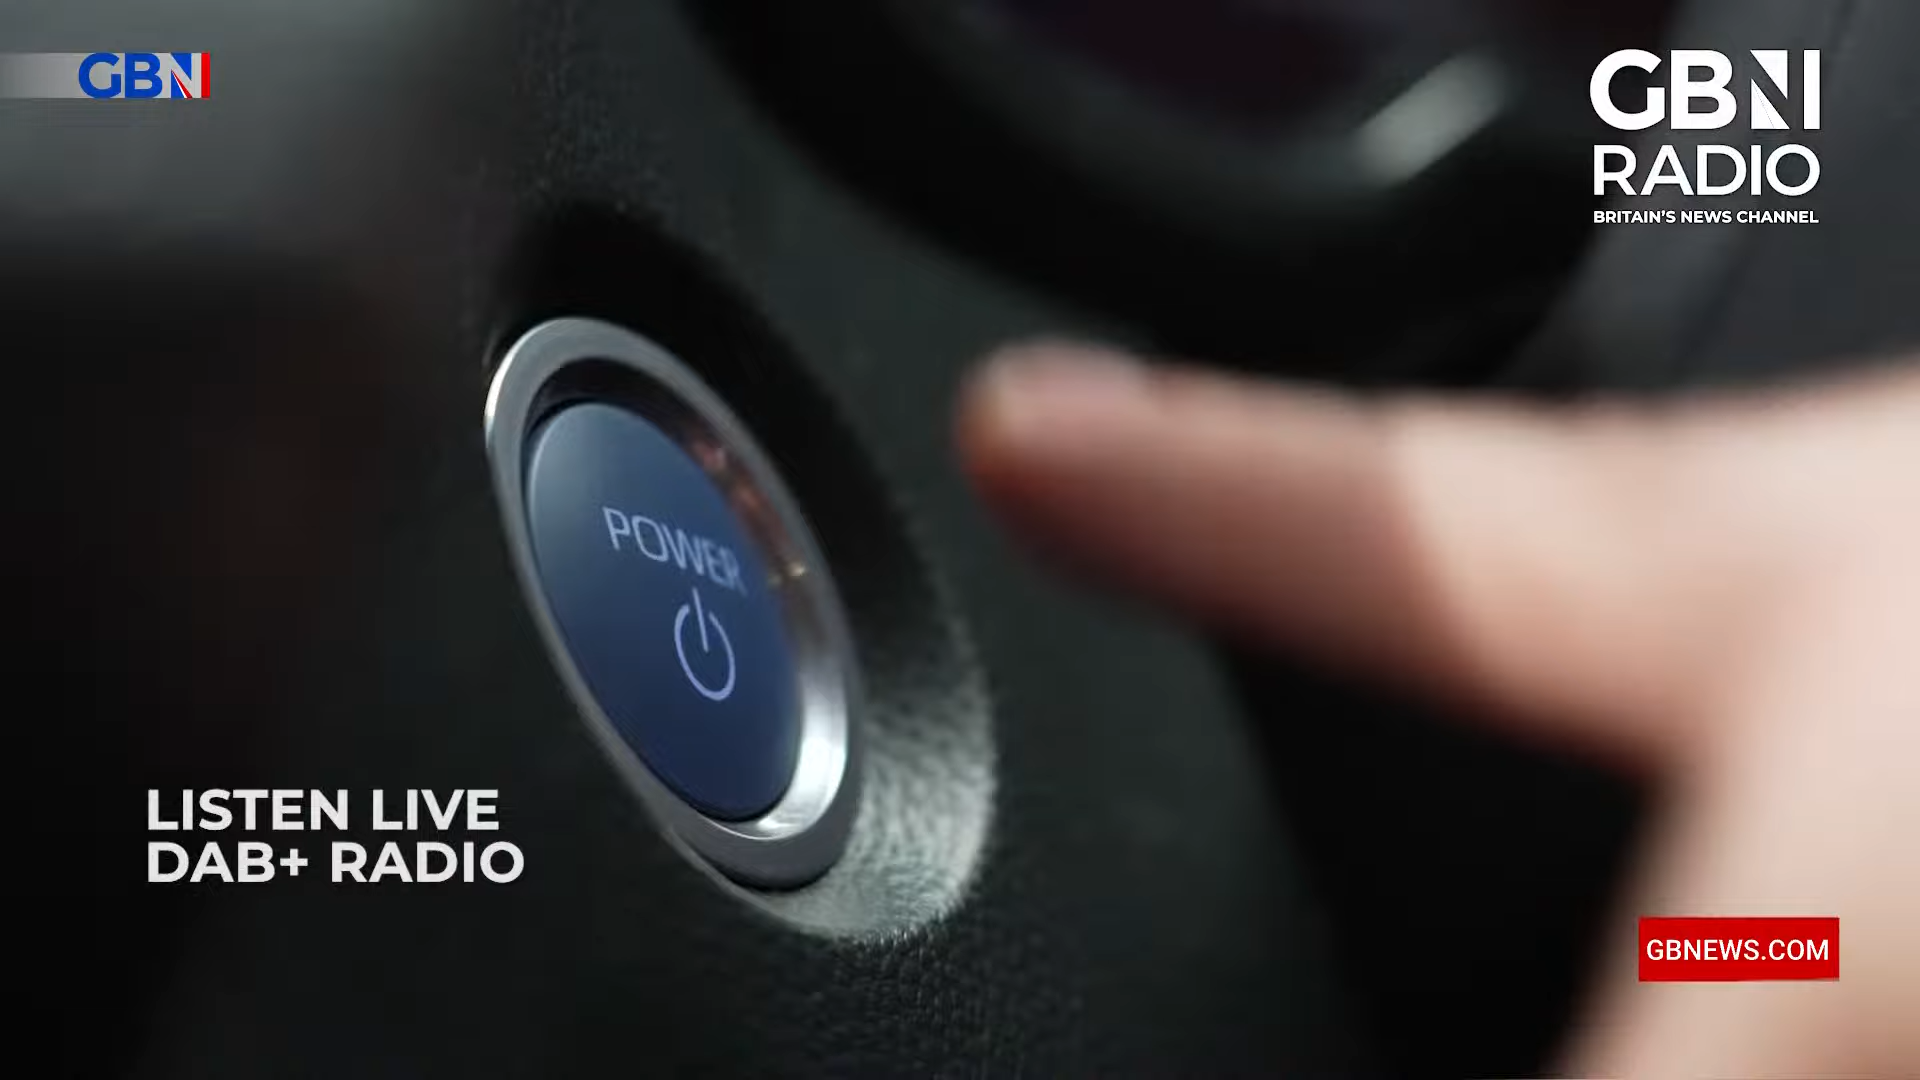 GBN
GBN
RADIO
BRITAIN'S NEWS CHANNEL
POWER
LISTEN LIVE
DAB+ RADIO
GBNEWS.COM